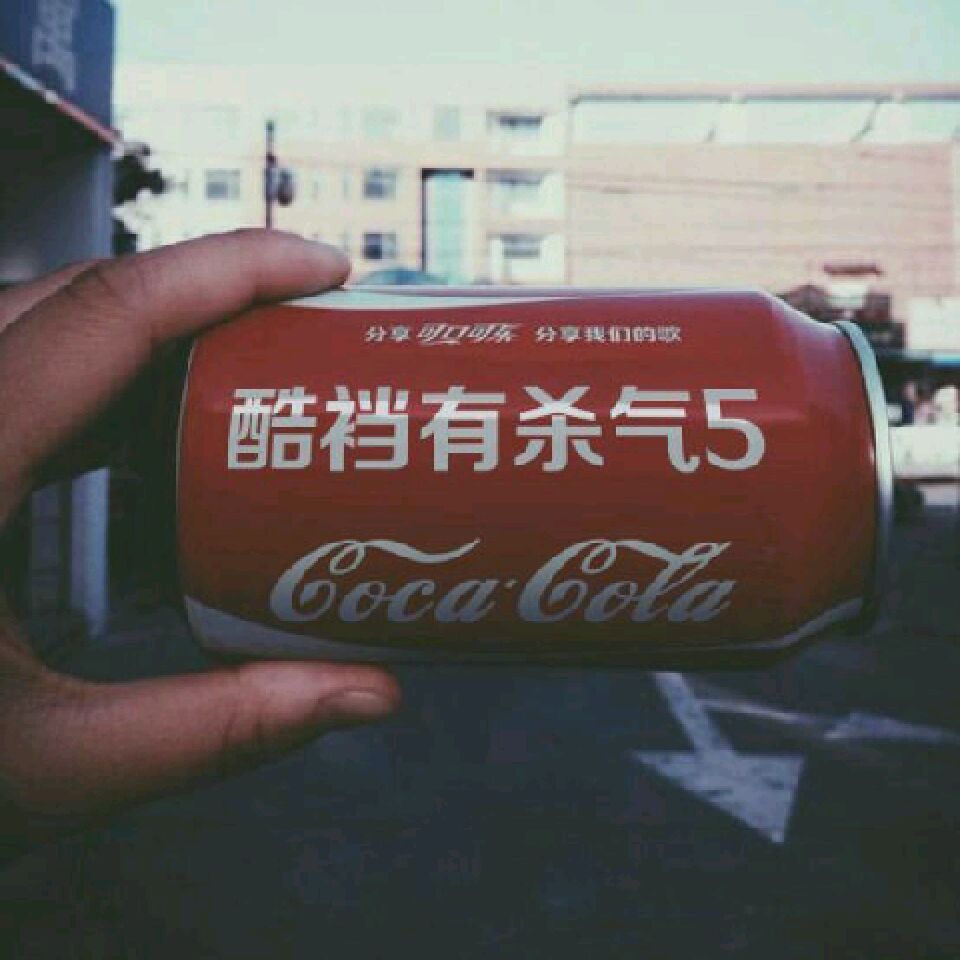 分享 可口可乐 分享我们的歌
酷裆有杀气5
Coca-Cola